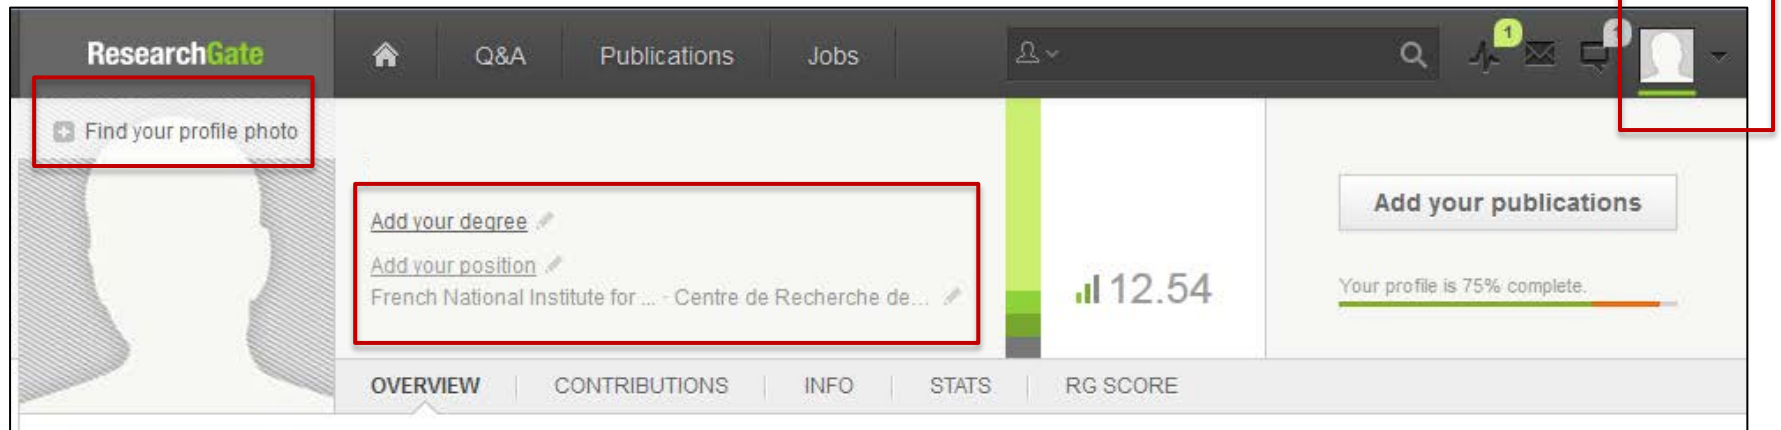 ResearchGate
Q&A
Publications
Jobs
1
1
Find your profile photo
Add your degree
Add your position
French National Institute for ... - Centre de Recherche de...
12.54
Add your publications
Your profile is 75% complete.
OVERVIEW
CONTRIBUTIONS
INFO
STATS
RG SCORE